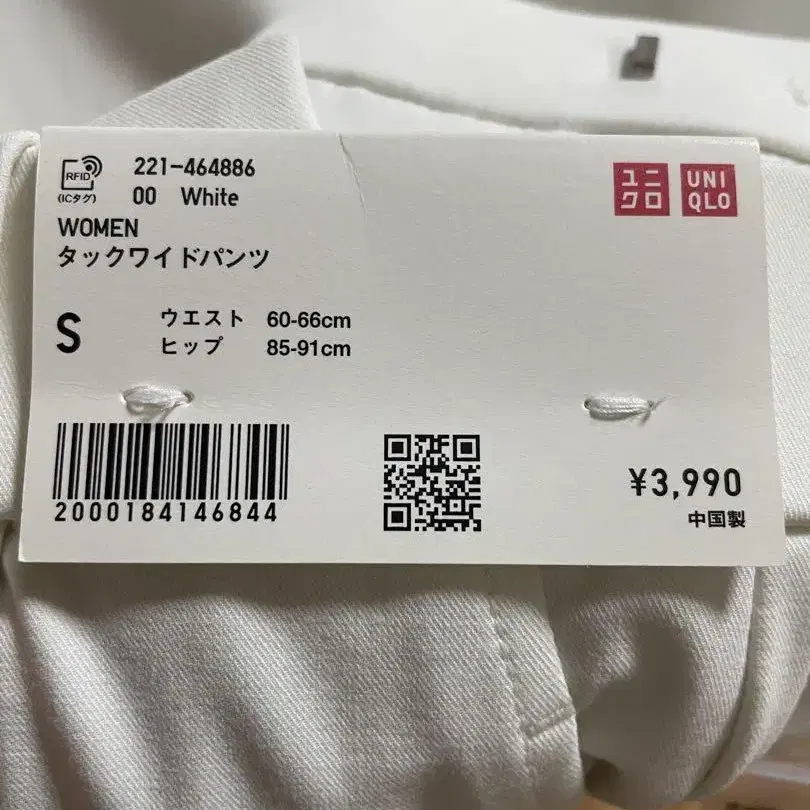 RFID
(ICタグ)
221-464886
00 White
ユニ
クロ
UNI
QLO
WOMEN
タックワイドパンツ
S
ウエスト 60-66cm
ヒップ 85-91cm
2000184146844
¥3,990
中国製